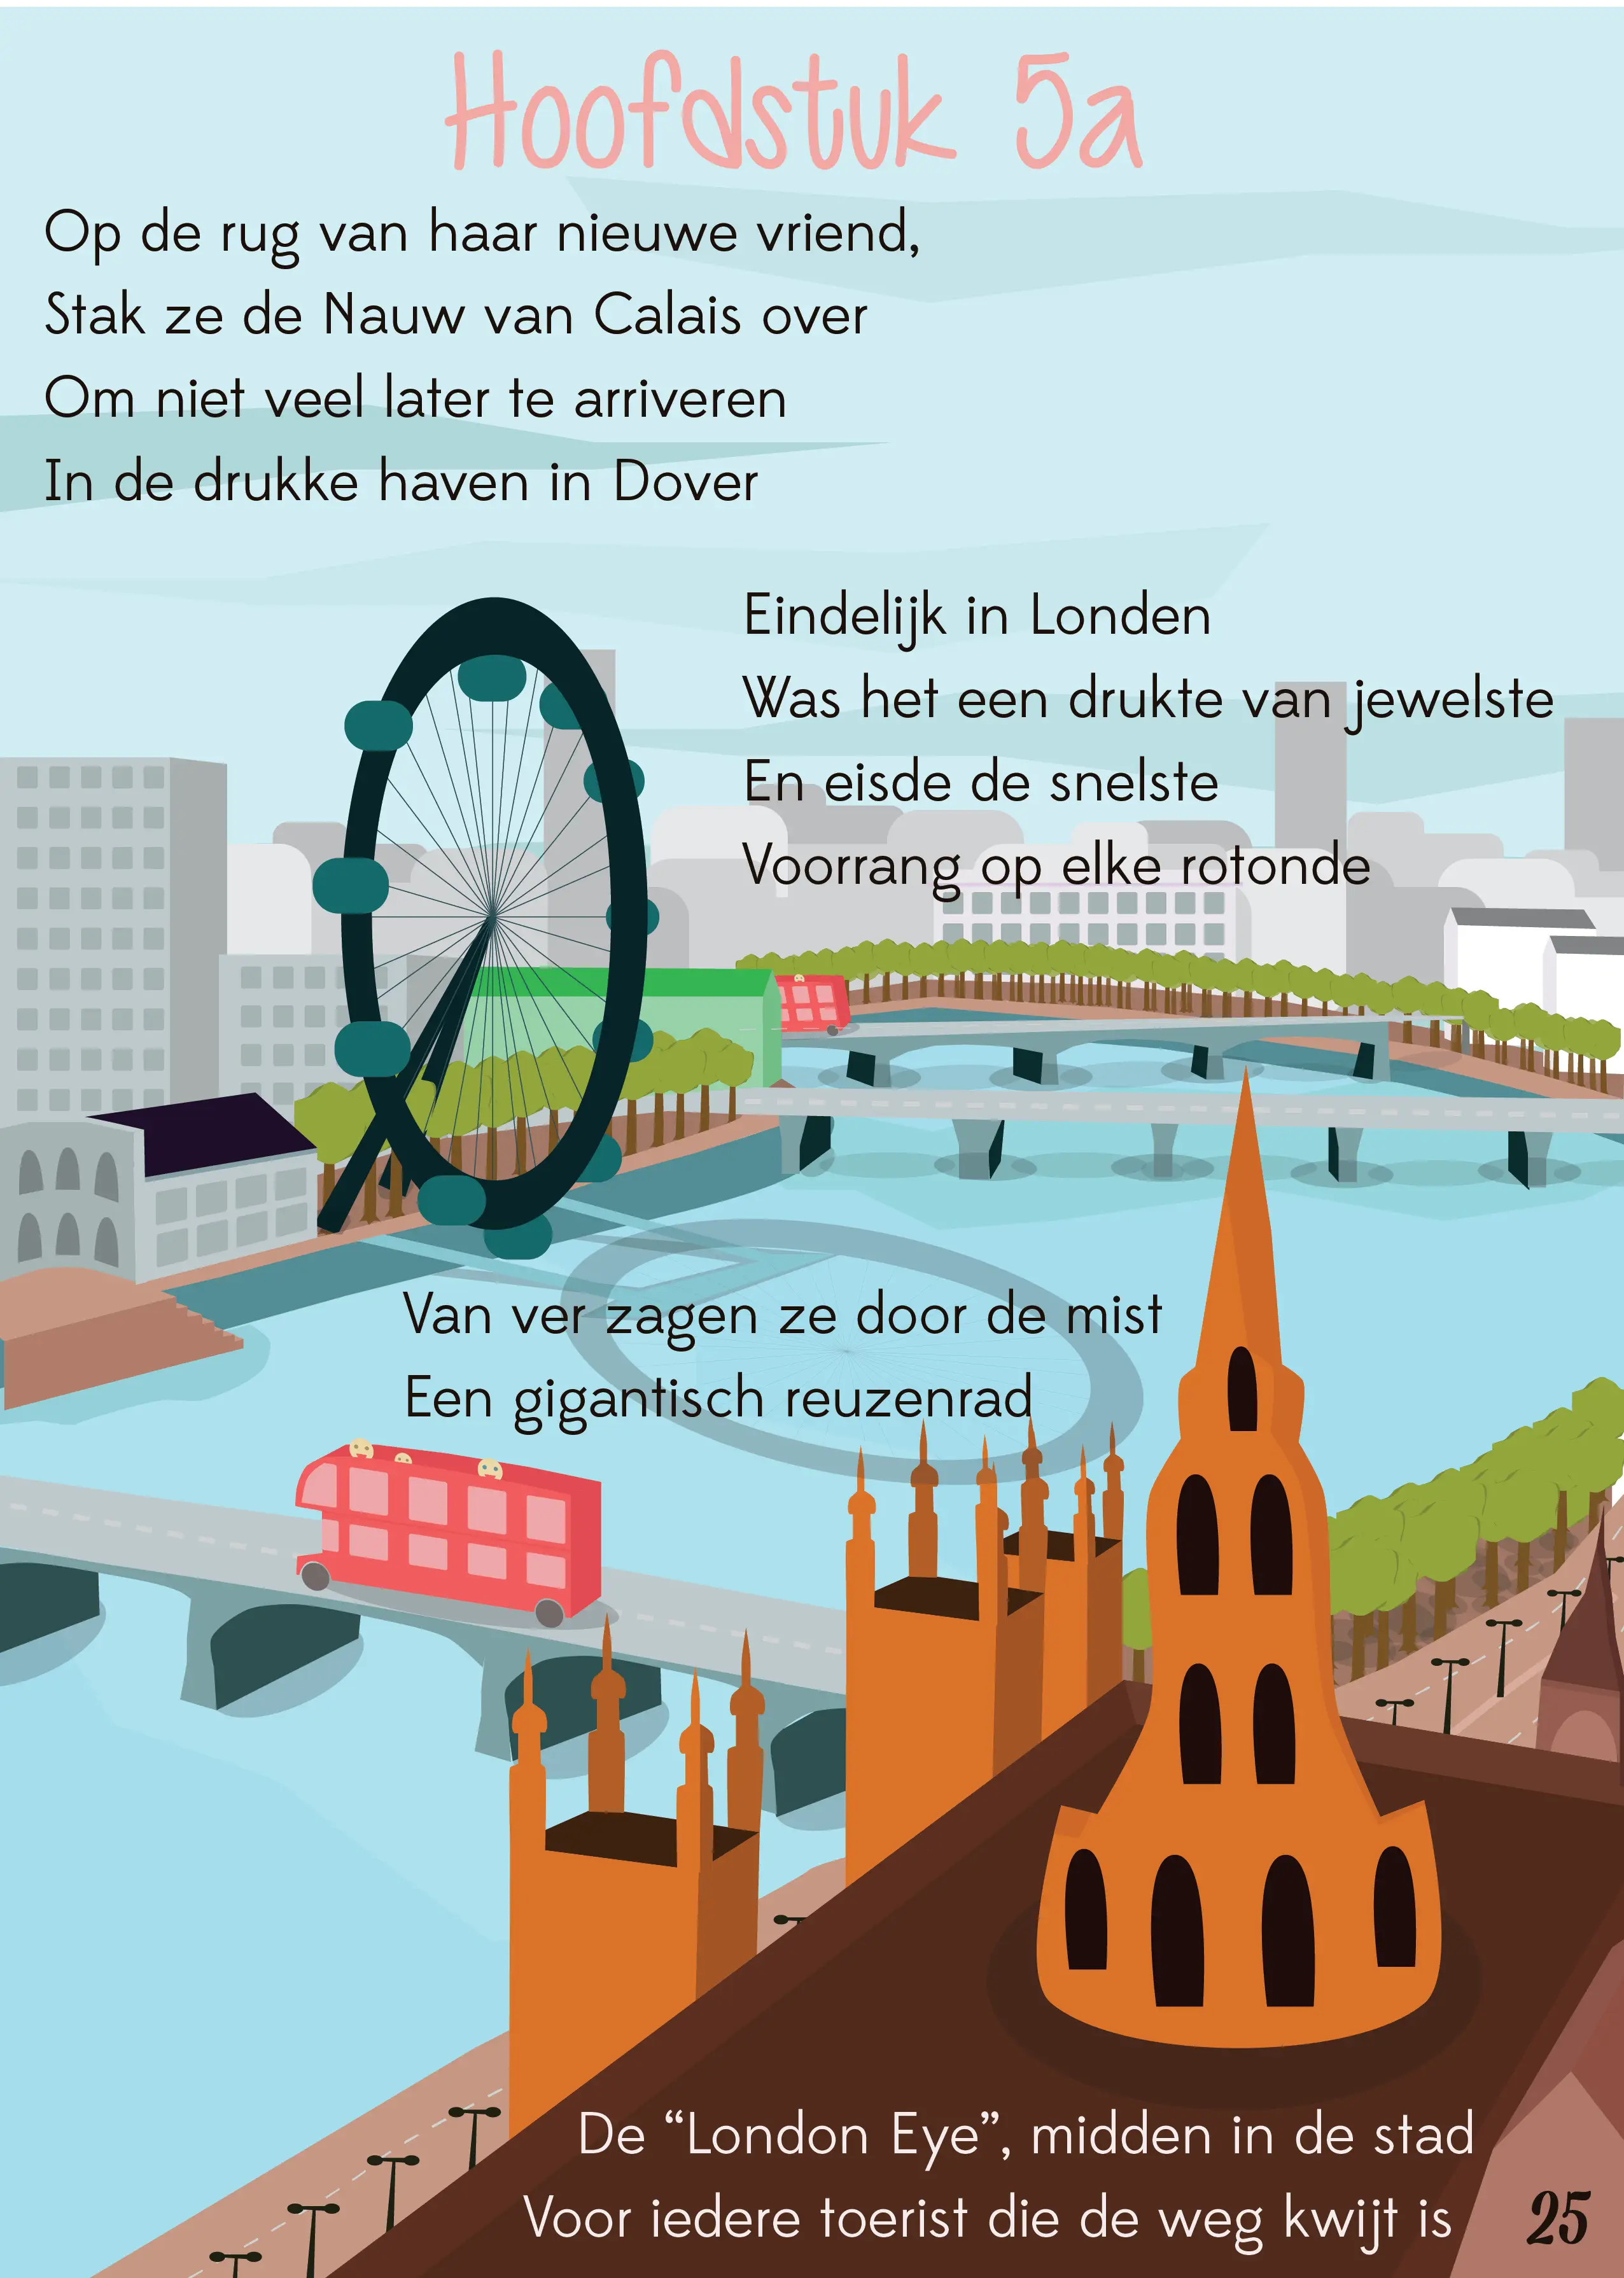 Hoofdstuk 5a
Op de rug van haar nieuwe vriend,
Stak ze de Nauw van Calais over
Om niet veel later te arriveren
In de drukke haven in Dover
Eindelijk in Londen
Was het een drukte van jewelste
En eisde de snelste
Voorrang op elke rotonde
Van ver zagen ze door de mist
Een gigantisch reuzenrad
De “London Eye”, midden in de stad
Voor iedere toerist die de weg kwijt is
25